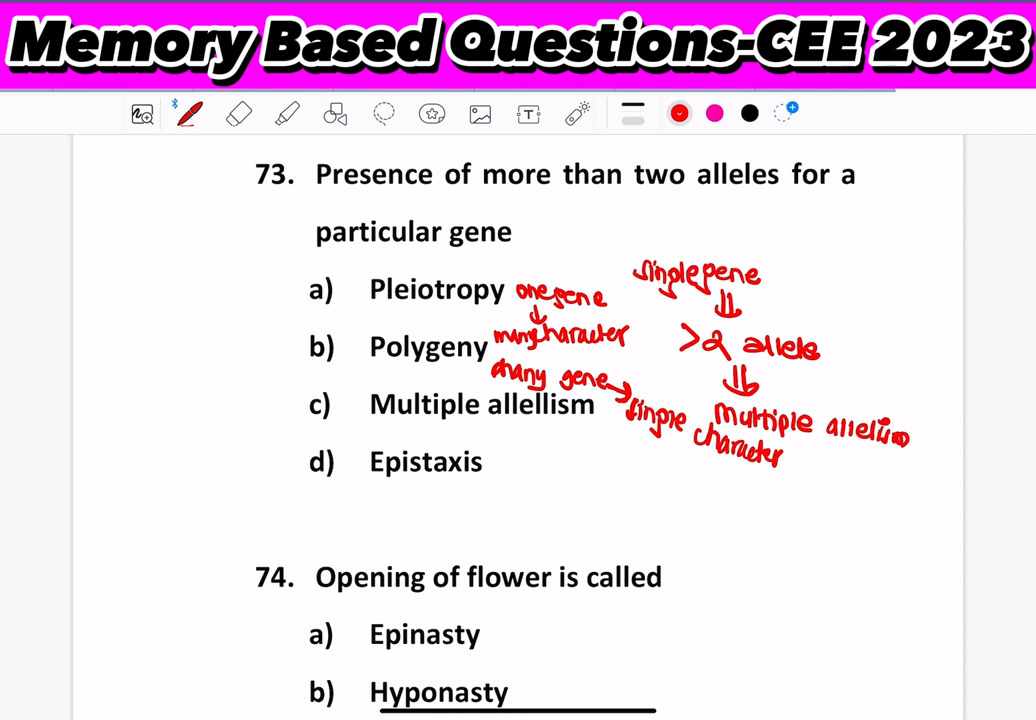 Memory Based Questions-CEE 2023
73. Presence of more than two alleles for a
particular gene
a) Pleiotropy
one gene
many character
b) Polygeny
many gene → single character
c) Multiple allellism
d) Epistaxis
single gene
>2 allele
multiple allelism
74. Opening of flower is called
a) Epinasty
b) Hyponasty